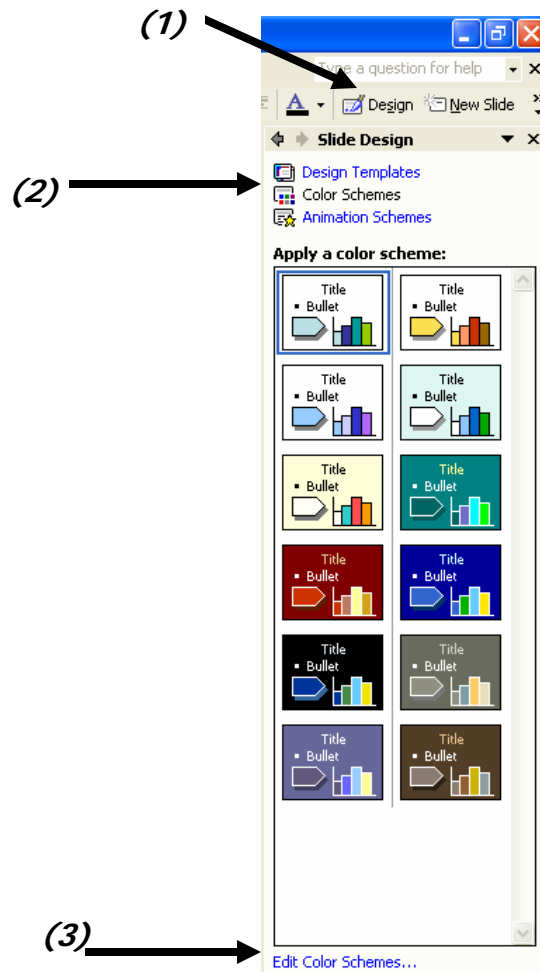 (1)
Type a question for help
A Design New Slide
Slide Design
(2)
Design Templates
Color Schemes
Animation Schemes
Apply a color scheme:
Title Title
▪ Bullet ▪ Bullet
Title Title
▪ Bullet ▪ Bullet
Title Title
▪ Bullet ▪ Bullet
Title Title
▪ Bullet ▪ Bullet
Title Title
▪ Bullet ▪ Bullet
Title Title
▪ Bullet ▪ Bullet
(3)
Edit Color Schemes...